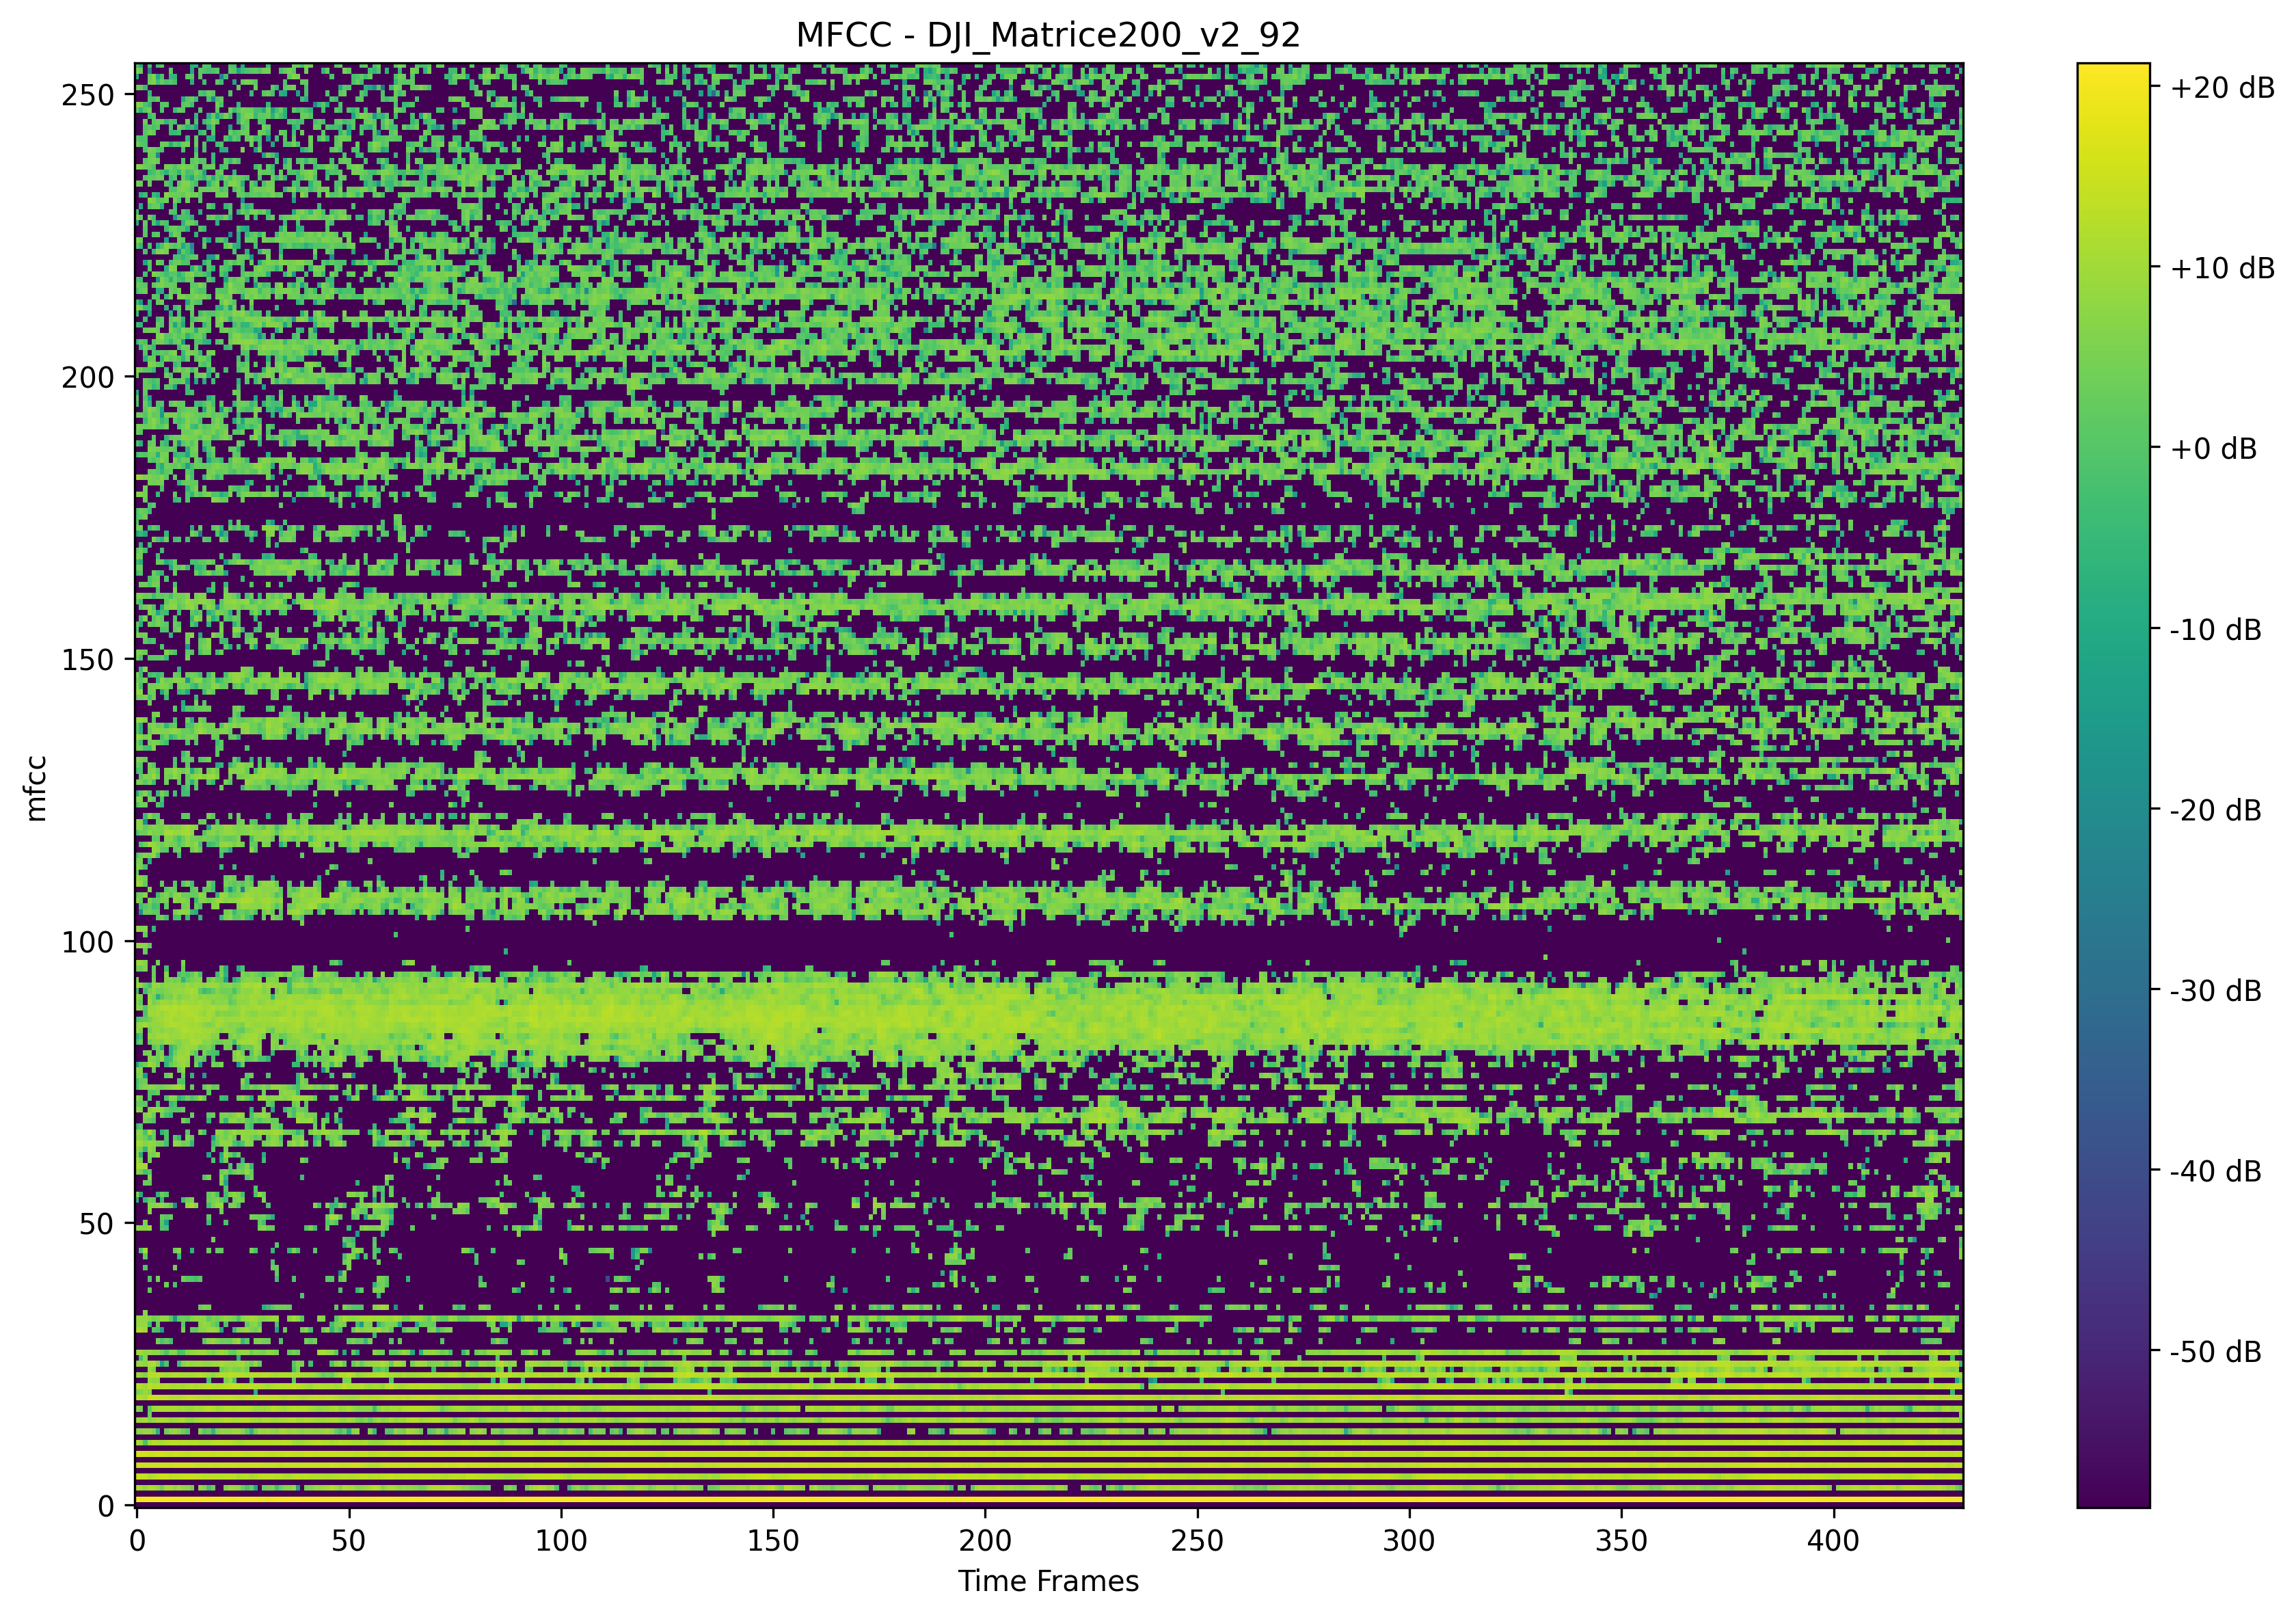 MFCC - DJI_Matrice200_v2_92
250
200
150
100
50
0
mfcc
0 50 100 150 200 250 300 350 400
Time Frames
+20 dB
+10 dB
+0 dB
-10 dB
-20 dB
-30 dB
-40 dB
-50 dB